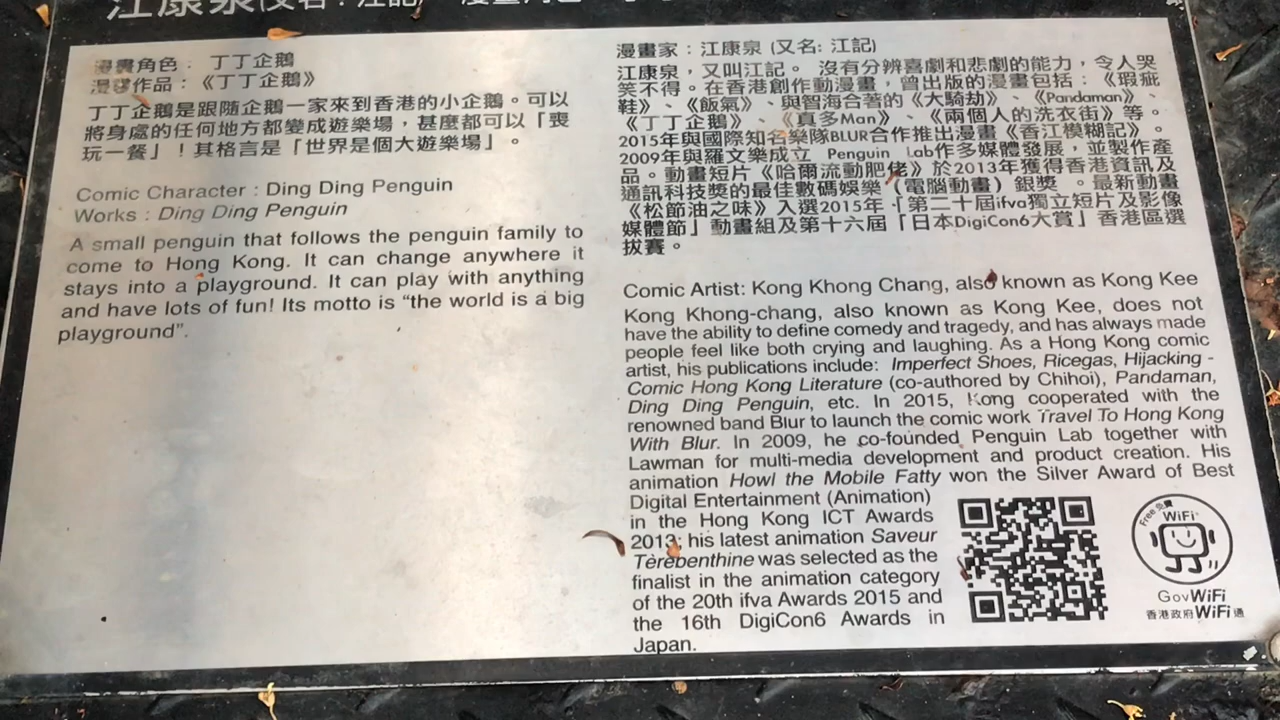 江康泉(又名：江記)
漫畫角色： 丁丁企鵝
漫畫作品：《丁丁企鵝》
丁丁企鵝是跟隨企鵝一家來到香港的小企鵝。可以
將身處的任何地方都變成遊樂場，甚麼都可以「喪
玩一餐」！其格言是「世界是個大遊樂場」。
Comic Character : Ding Ding Penguin
Works : Ding Ding Penguin
A small penguin that follows the penguin family to
come to Hong Kong. It can change anywhere it
stays into a playground. It can play with anything
and have lots of fun! Its motto is “the world is a big
playground”.
漫畫家：江康泉 (又名: 江記)
江康泉，又叫江記。 沒有分辨喜劇和悲劇的能力，令人哭
笑不得。在香港創作動漫畫，曾出版的漫畫包括：《瑕疵
鞋》、《飯氣》、與智海合著的《大騎劫》、《Pandaman》、
《丁丁企鵝》、《真多Man》、《兩個人的洗衣街》等。
2015年與國際知名樂隊BLUR合作推出漫畫《香江模糊記》。
2009年與羅文樂成立 Penguin Lab作多媒體發展，並製作產
品。動畫短片《哈爾流動肥佬》於2013年獲得香港資訊及
通訊科技獎的最佳數碼娛樂（電腦動畫）銀獎 。最新動畫
《松節油之味》入選2015年「第二十屆ifva獨立短片及影像
媒體節」動畫組及第十六屆「日本DigiCon6大賞」香港區選
拔賽。
Comic Artist: Kong Khong Chang, also known as Kong Kee
Kong Khong-chang, also known as Kong Kee, does not
have the ability to define comedy and tragedy, and has always made
people feel like both crying and laughing. As a Hong Kong comic
artist, his publications include: Imperfect Shoes, Ricegas, Hijacking -
Comic Hong Kong Literature (co-authored by Chihoi), Pandaman,
Ding Ding Penguin, etc. In 2015, Kong cooperated with the
renowned band Blur to launch the comic work Travel To Hong Kong
With Blur. In 2009, he co-founded Penguin Lab together with
Lawman for multi-media development and product creation. His
animation Howl the Mobile Fatty won the Silver Award of Best
Digital Entertainment (Animation)
in the Hong Kong ICT Awards
2013; his latest animation Saveur
Tèrèbenthine was selected as the
finalist in the animation category
of the 20th ifva Awards 2015 and
the 16th DigiCon6 Awards in
Japan.
Free 免費
WiFi
GovWiFi
香港政府WiFi通